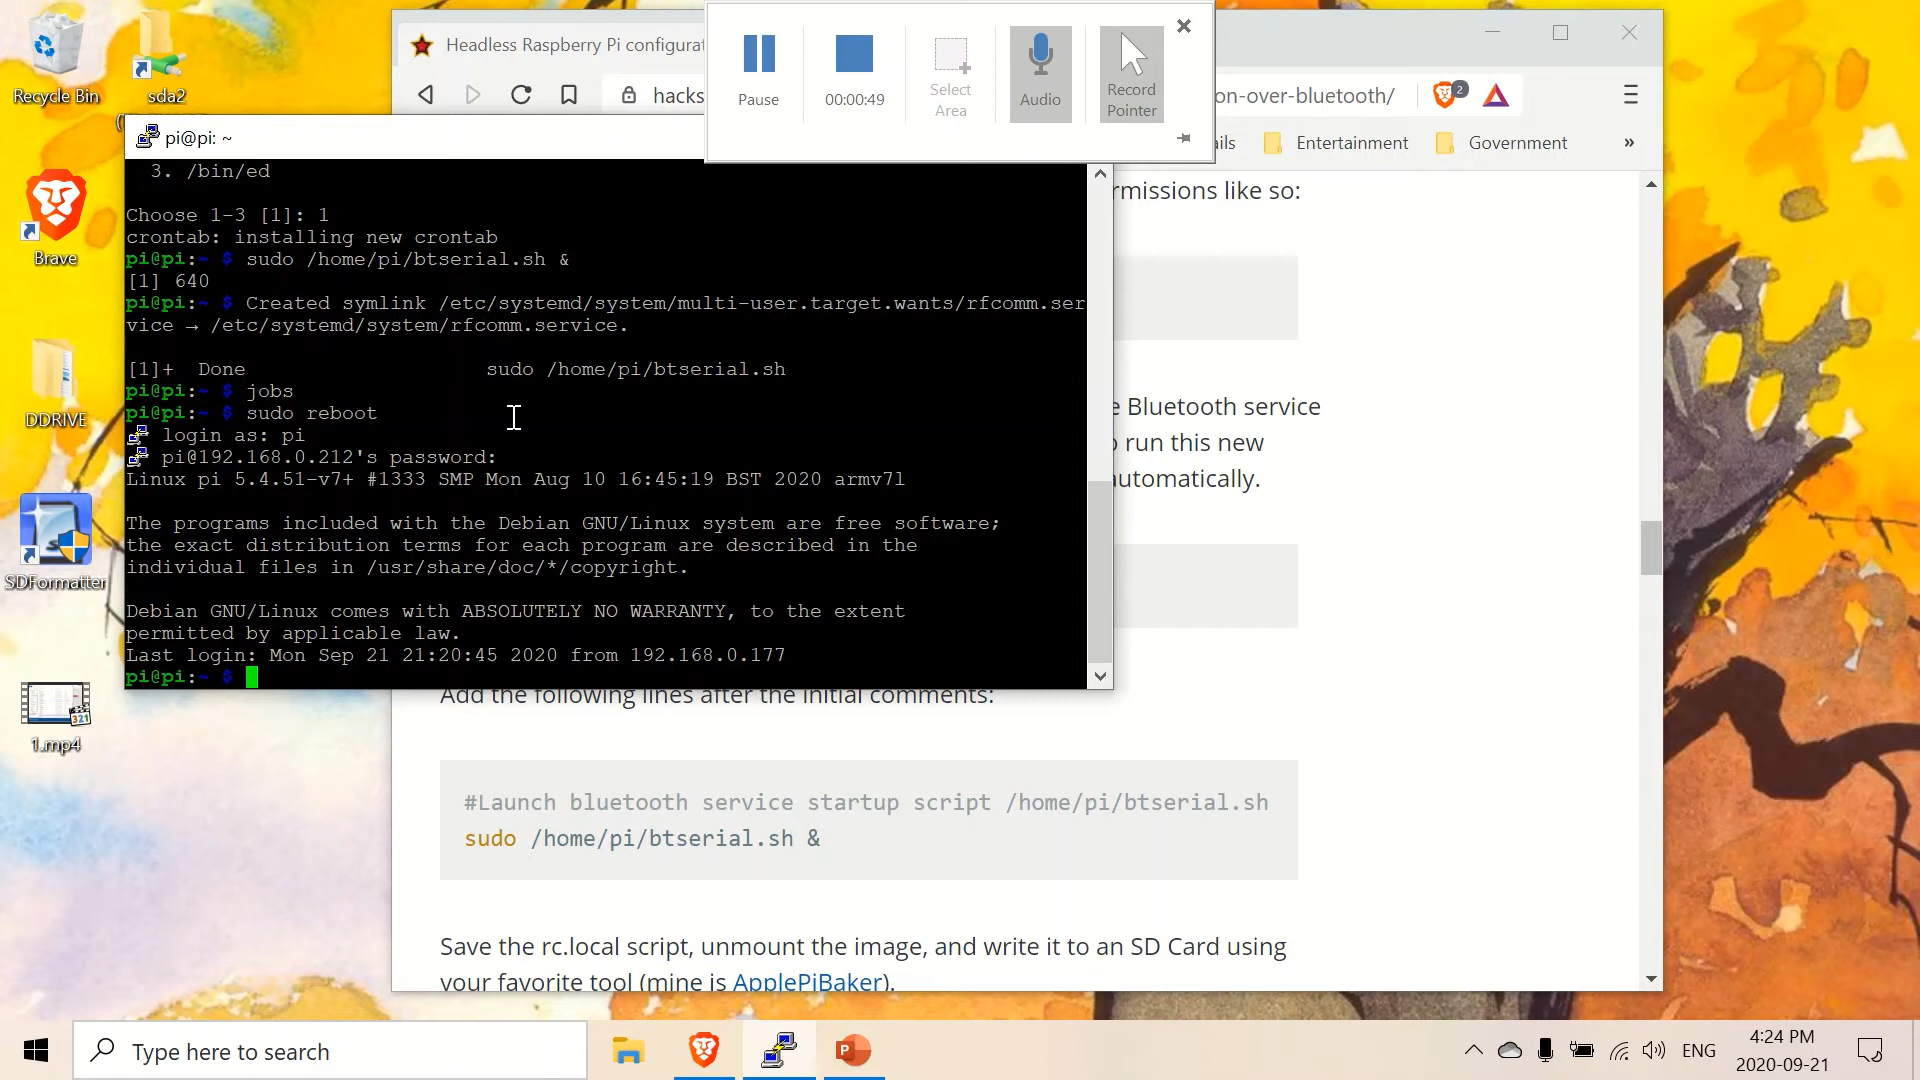 Recycle Bin
sda2
Brave
DDRIVE
SDFormatter
1.mp4
Headless Raspberry Pi configurat
hacks
on-over-bluetooth/
2
ils
Entertainment
Government
»
Pause
00:00:49
Select
Area
Audio
Record
Pointer
pi@pi: ~
3. /bin/ed
Choose 1-3 [1]: 1
crontab: installing new crontab
pi@pi:~ $ sudo /home/pi/btserial.sh &
[1] 640
pi@pi:~ $ Created symlink /etc/systemd/system/multi-user.target.wants/rfcomm.ser
vice → /etc/systemd/system/rfcomm.service.
[1]+  Done                    sudo /home/pi/btserial.sh
pi@pi:~ $ jobs
pi@pi:~ $ sudo reboot
login as: pi
pi@192.168.0.212's password:
Linux pi 5.4.51-v7+ #1333 SMP Mon Aug 10 16:45:19 BST 2020 armv7l
The programs included with the Debian GNU/Linux system are free software;
the exact distribution terms for each program are described in the
individual files in /usr/share/doc/*/copyright.
Debian GNU/Linux comes with ABSOLUTELY NO WARRANTY, to the extent
permitted by applicable law.
Last login: Mon Sep 21 21:20:45 2020 from 192.168.0.177
pi@pi:~ $
rmissions like so:
e Bluetooth service
o run this new
automatically.
Add the following lines after the initial comments:
#Launch bluetooth service startup script /home/pi/btserial.sh
sudo /home/pi/btserial.sh &
Save the rc.local script, unmount the image, and write it to an SD Card using
your favorite tool (mine is ApplePiBaker).
Type here to search
ENG
4:24 PM
2020-09-21